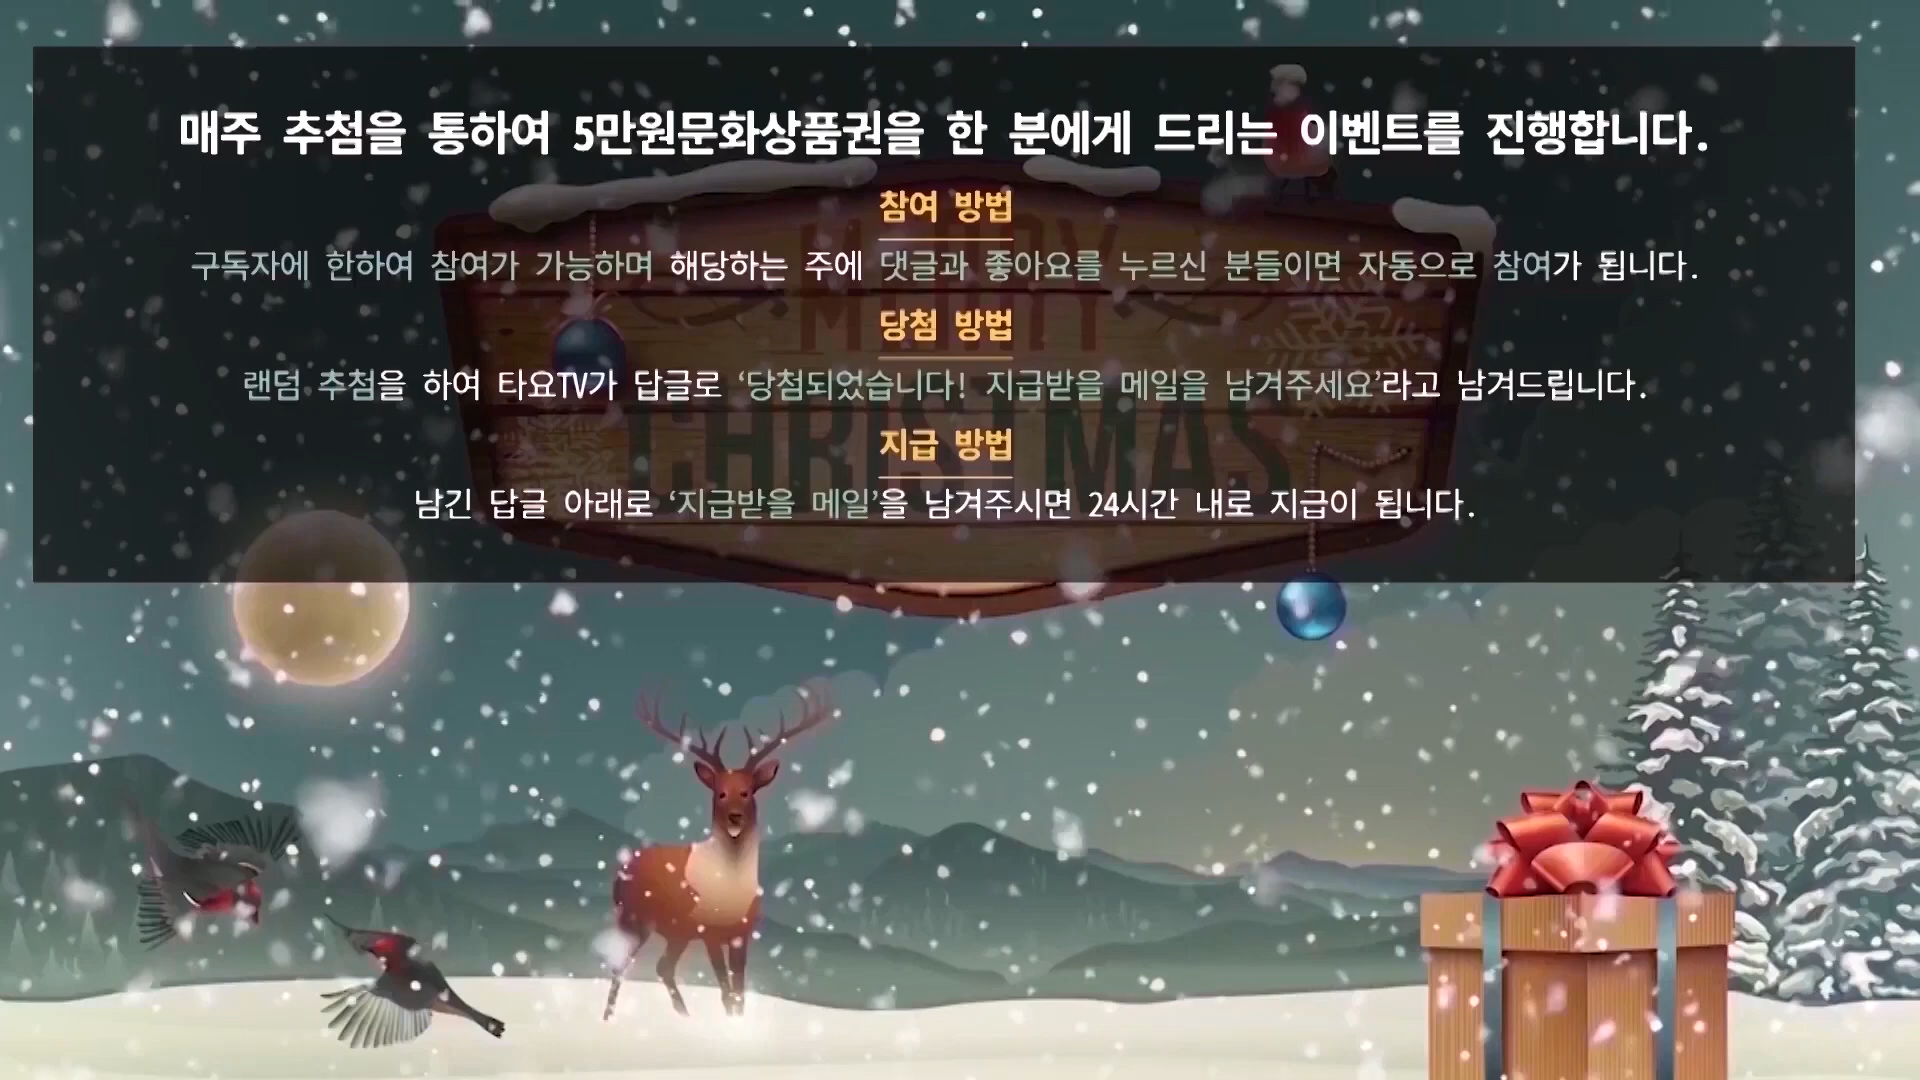 매주 추첨을 통하여 5만원문화상품권을 한 분에게 드리는 이벤트를 진행합니다.
참여 방법
구독자에 한하여 참여가 가능하며 해당하는 주에 댓글과 좋아요를 누르신 분들이면 자동으로 참여가 됩니다.
당첨 방법
랜덤 추첨을 하여 타요TV가 답글로 ‘당첨되었습니다! 지급받을 메일을 남겨주세요’라고 남겨드립니다.
지급 방법
남긴 답글 아래로 ‘지급받을 메일’을 남겨주시면 24시간 내로 지급이 됩니다.
MERRY
CHRISTMAS